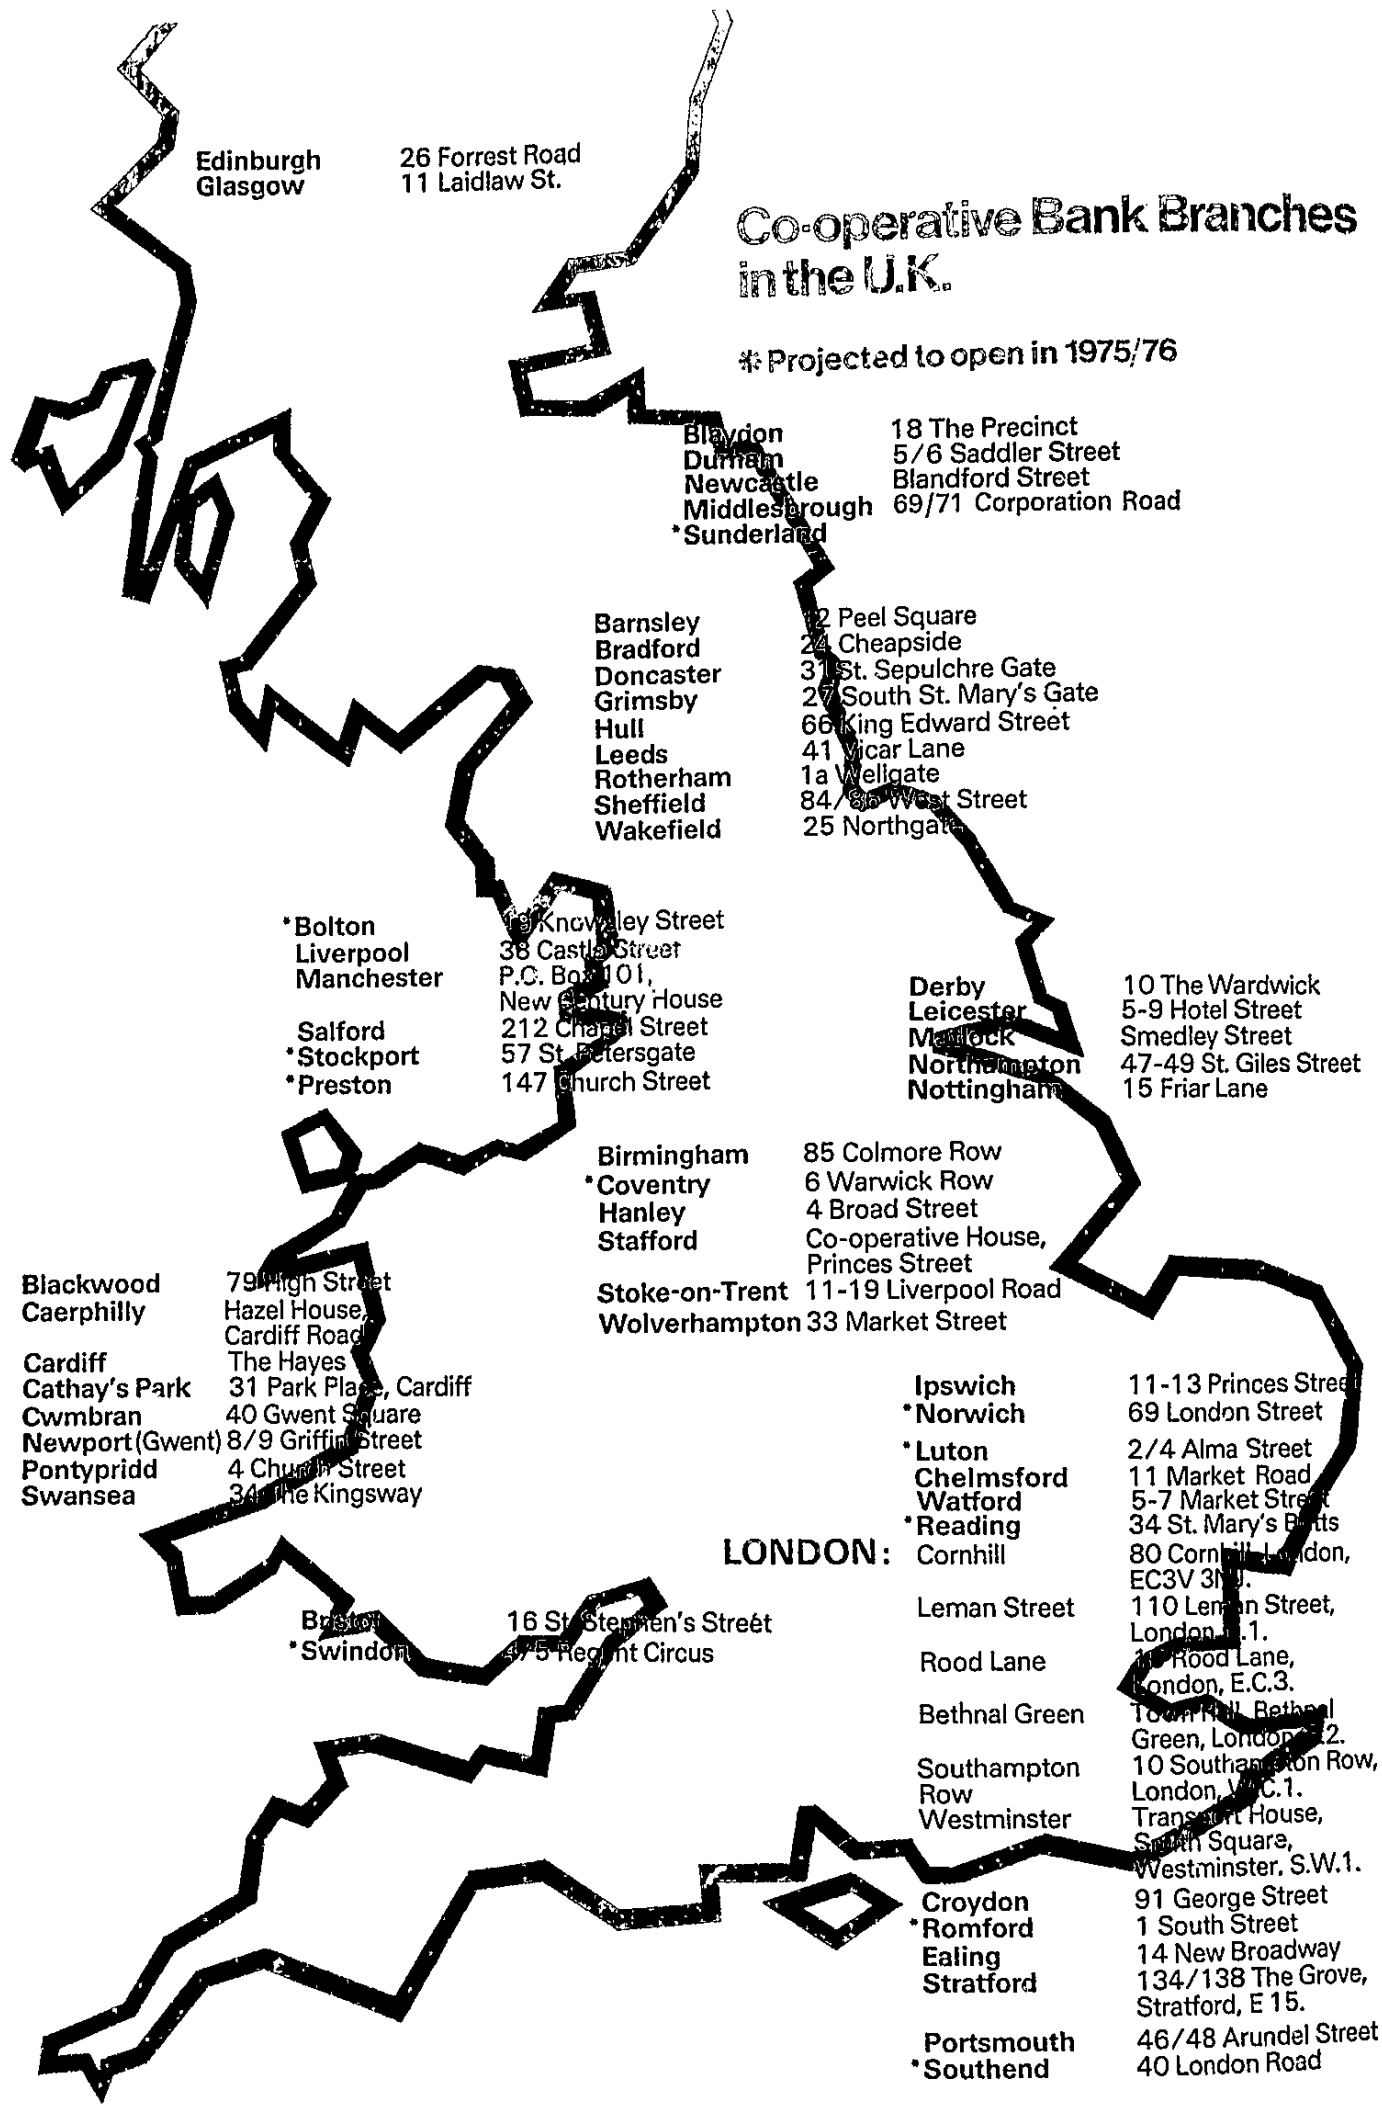 Edinburgh 26 Forrest Road
Glasgow 11 Laidlaw St.
Co-operative Bank Branches
in the U.K.
* Projected to open in 1975/76
Blaydon 18 The Precinct
Durham 5/6 Saddler Street
Newcastle Blandford Street
Middlesbrough 69/71 Corporation Road
*Sunderland
Barnsley 12 Peel Square
Bradford 24 Cheapside
Doncaster 31 St. Sepulchre Gate
Grimsby 27 South St. Mary's Gate
Hull 66 King Edward Street
Leeds 41 Vicar Lane
Rotherham 1a Wellgate
Sheffield 84/86 West Street
Wakefield 25 Northgate
*Bolton Knowsley Street
Liverpool 38 Castle Street
Manchester P.O. Box 101,
New Century House
Salford 212 Chapel Street
*Stockport 57 St. Petersgate
*Preston 147 Church Street
Derby 10 The Wardwick
Leicester 5-9 Hotel Street
Matlock Smedley Street
Northampton 47-49 St. Giles Street
Nottingham 15 Friar Lane
Birmingham 85 Colmore Row
*Coventry 6 Warwick Row
Hanley 4 Broad Street
Stafford Co-operative House,
Princes Street
Stoke-on-Trent 11-19 Liverpool Road
Wolverhampton 33 Market Street
Blackwood 79 High Street
Caerphilly Hazel House,
Cardiff Road
Cardiff The Hayes
Cathay's Park 31 Park Place, Cardiff
Cwmbran 40 Gwent Square
Newport (Gwent) 8/9 Griffin Street
Pontypridd 4 Church Street
Swansea 34 The Kingsway
Ipswich 11-13 Princes Street
*Norwich 69 London Street
*Luton 2/4 Alma Street
Chelmsford 11 Market Road
Watford 5-7 Market Street
*Reading 34 St. Mary's Butts
LONDON: Cornhill 80 Cornhill, London,
EC3V 3NJ.
Leman Street 110 Leman Street,
London, E.1.
Rood Lane Rood Lane,
London, E.C.3.
Bethnal Green Town Hall, Bethnal
Green, London, E.2.
Southampton 10 Southampton Row,
Row London, W.C.1.
Westminster Transport House,
Smith Square,
Westminster, S.W.1.
Bristol 16 St. Stephen's Street
*Swindon Regent Circus
Croydon 91 George Street
*Romford 1 South Street
Ealing 14 New Broadway
Stratford 134/138 The Grove,
Stratford, E 15.
Portsmouth 46/48 Arundel Street
*Southend 40 London Road